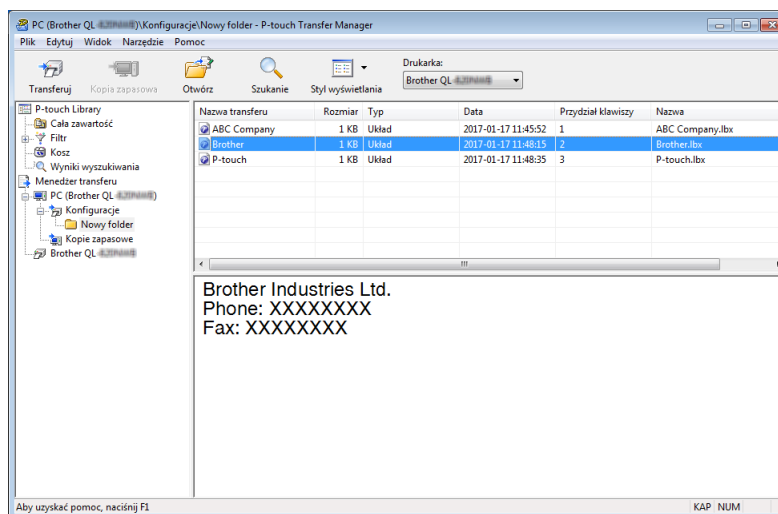 PC (Brother QL-)\Konfiguracje\Nowy folder - P-touch Transfer Manager
Plik Edytuj Widok Narzędzie Pomoc
Drukarka:
Brother QL-
Transferuj Kopia zapasowa Otwórz Szukanie Styl wyświetlania
P-touch Library
Cała zawartość
Filtr
Kosz
Wyniki wyszukiwania
Menedżer transferu
PC (Brother QL-)
Konfiguracje
Nowy folder
Kopie zapasowe
Brother QL-
Nazwa transferu Rozmiar Typ Data Przydział klawiszy Nazwa
ABC Company 1 KB Układ 2017-01-17 11:45:52 1 ABC Company.lbx
Brother 1 KB Układ 2017-01-17 11:48:15 2 Brother.lbx
P-touch 1 KB Układ 2017-01-17 11:48:35 3 P-touch.lbx
Brother Industries Ltd.
Phone: XXXXXXXX
Fax: XXXXXXXX
Aby uzyskać pomoc, naciśnij F1
KAP NUM